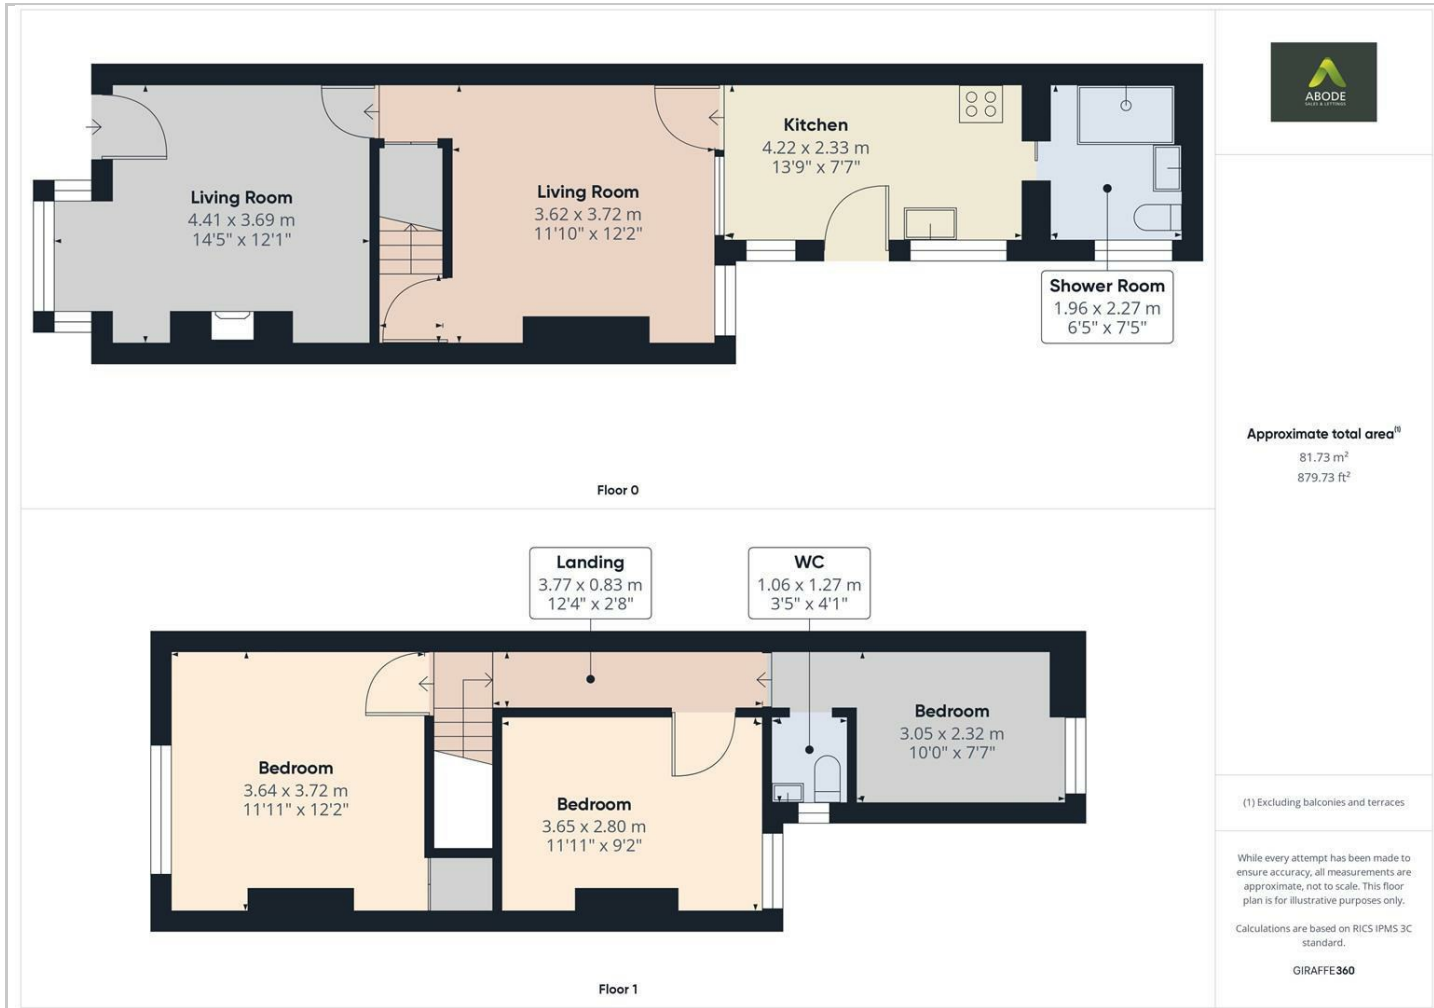 Living Room
4.41 x 3.69 m
14'5" x 12'1"
Living Room
3.62 x 3.72 m
11'10" x 12'2"
Kitchen
4.22 x 2.33 m
13'9" x 7'7"
Shower Room
1.96 x 2.27 m
6'5" x 7'5"
Floor 0
Landing
3.77 x 0.83 m
12'4" x 2'8"
WC
1.06 x 1.27 m
3'5" x 4'1"
Bedroom
3.64 x 3.72 m
11'11" x 12'2"
Bedroom
3.65 x 2.80 m
11'11" x 9'2"
Bedroom
3.05 x 2.32 m
10'0" x 7'7"
Floor 1
ABODE
SALES & LETTINGS
Approximate total area(1)
81.73 m²
879.73 ft²
(1) Excluding balconies and terraces
While every attempt has been made to
ensure accuracy, all measurements are
approximate, not to scale. This floor
plan is for illustrative purposes only.
Calculations are based on RICS IPMS 3C
standard.
GIRAFFE360